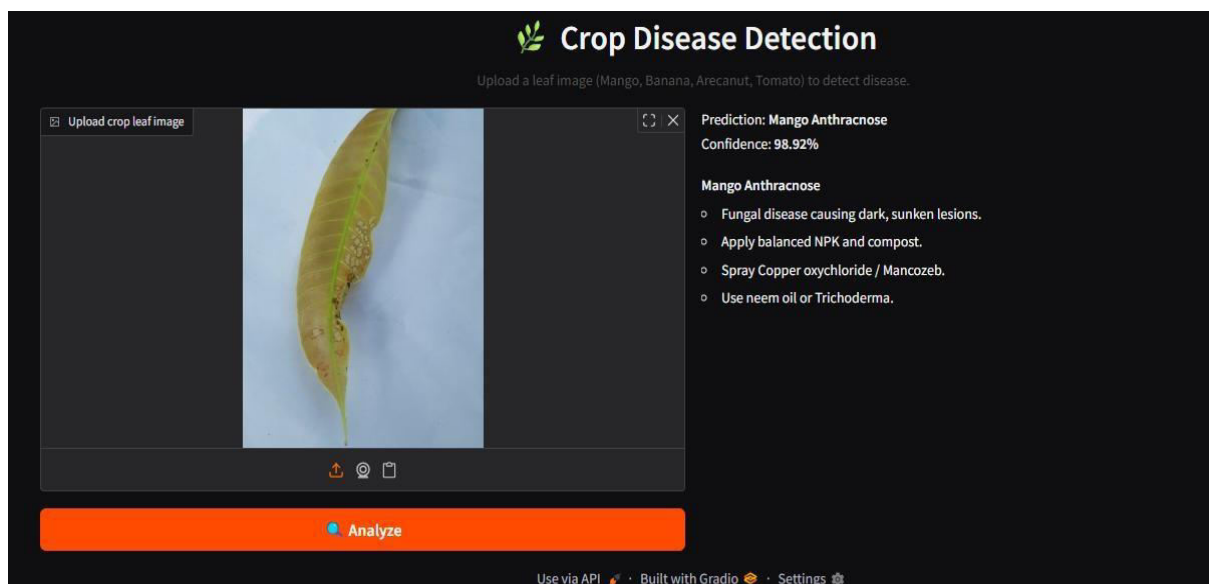 Crop Disease Detection
Upload a leaf image (Mango, Banana, Arecanut, Tomato) to detect disease.
Upload crop leaf image
Prediction: Mango Anthracnose
Confidence: 98.92%
Mango Anthracnose
Fungal disease causing dark, sunken lesions.
Apply balanced NPK and compost.
Spray Copper oxychloride / Mancozeb.
Use neem oil or Trichoderma.
Analyze
Use via API · Built with Gradio · Settings